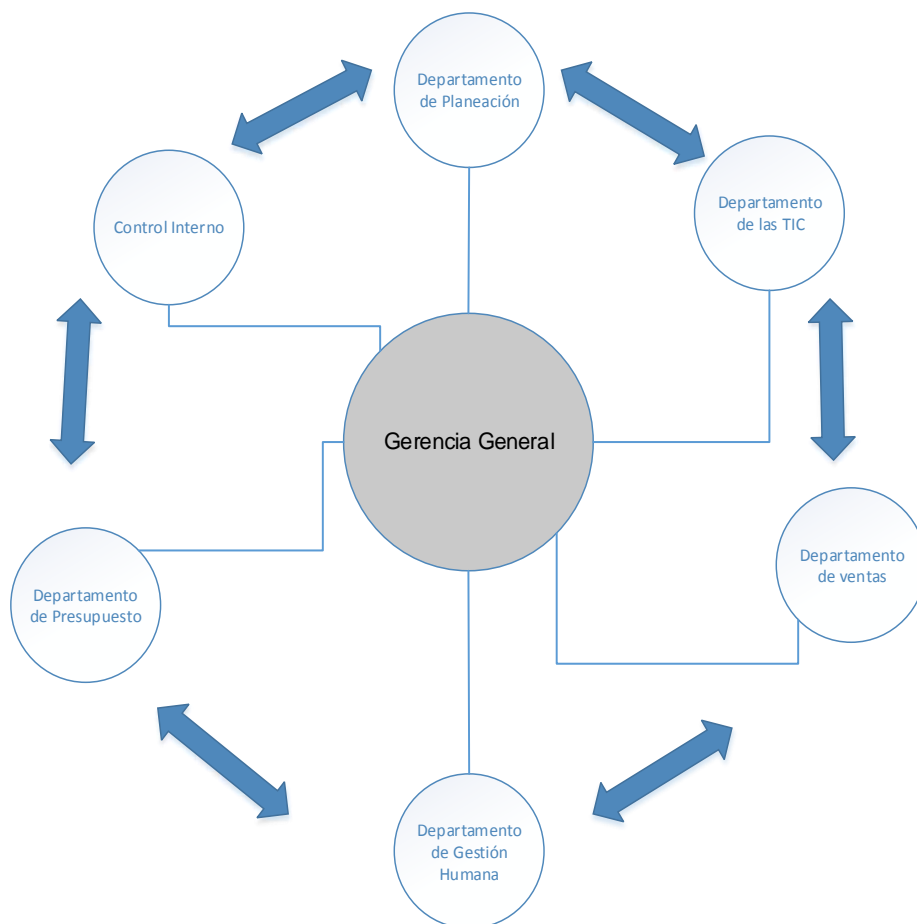 Departamento
de Planeación
Departamento
de las TIC
Control Interno
Gerencia General
Departamento
de ventas
Departamento
de Presupuesto
Departamento
de Gestión
Humana